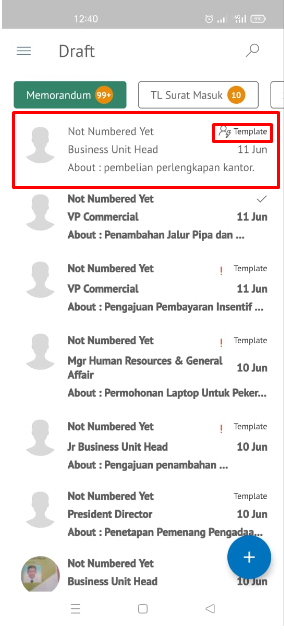 12:40
Draft
Memorandum 99+ TL Surat Masuk 10
Not Numbered Yet Template
Business Unit Head 11 Jun
About : pembelian perlengkapan kantor.
Not Numbered Yet
VP Commercial 11 Jun
About : Penambahan Jalur Pipa dan ...
Not Numbered Yet ! Template
VP Commercial 11 Jun
About : Pengajuan Pembayaran Insentif ...
Not Numbered Yet ! Template
Mgr Human Resources & General
Affair 10 Jun
About : Permohonan Laptop Untuk Peker...
Not Numbered Yet ! Template
Jr Business Unit Head 10 Jun
About : Pengajuan penambahan ...
Not Numbered Yet Template
President Director 10 Jun
About : Penetapan Pemenang Pengadaa...
Not Numbered Yet
Business Unit Head 10 Jun